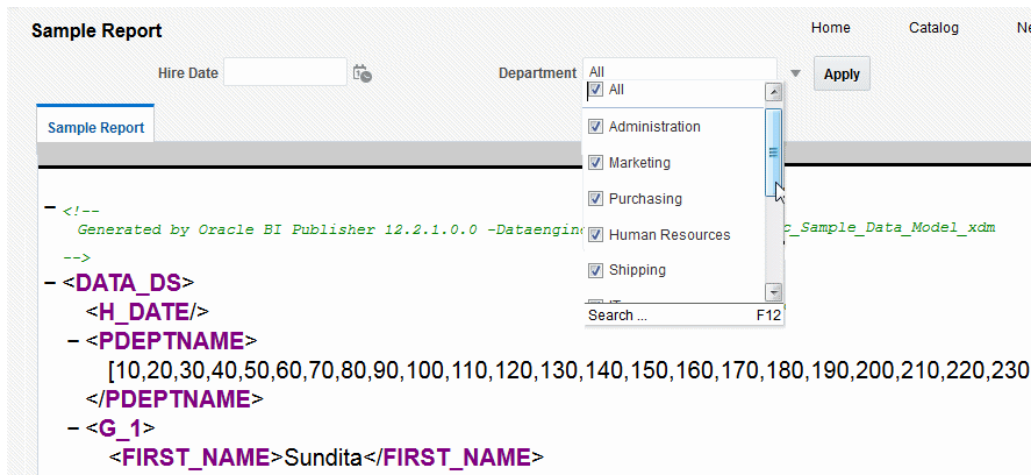 Sample Report Home Catalog
Hire Date Department All Apply
All
Sample Report
Administration
Marketing
Purchasing
<!--
Generated by Oracle BI Publisher 12.2.1.0.0 c_Sample_Data_Model_xdm
Human Resources
-->
Shipping
- <DATA_DS>
<H_DATE/>
Search ... F12
- <PDEPTNAME>
[10,20,30,40,50,60,70,80,90,100,110,120,130,140,150,160,170,180,190,200,210,220,230
</PDEPTNAME>
- <G_1>
<FIRST_NAME>Sundita</FIRST_NAME>